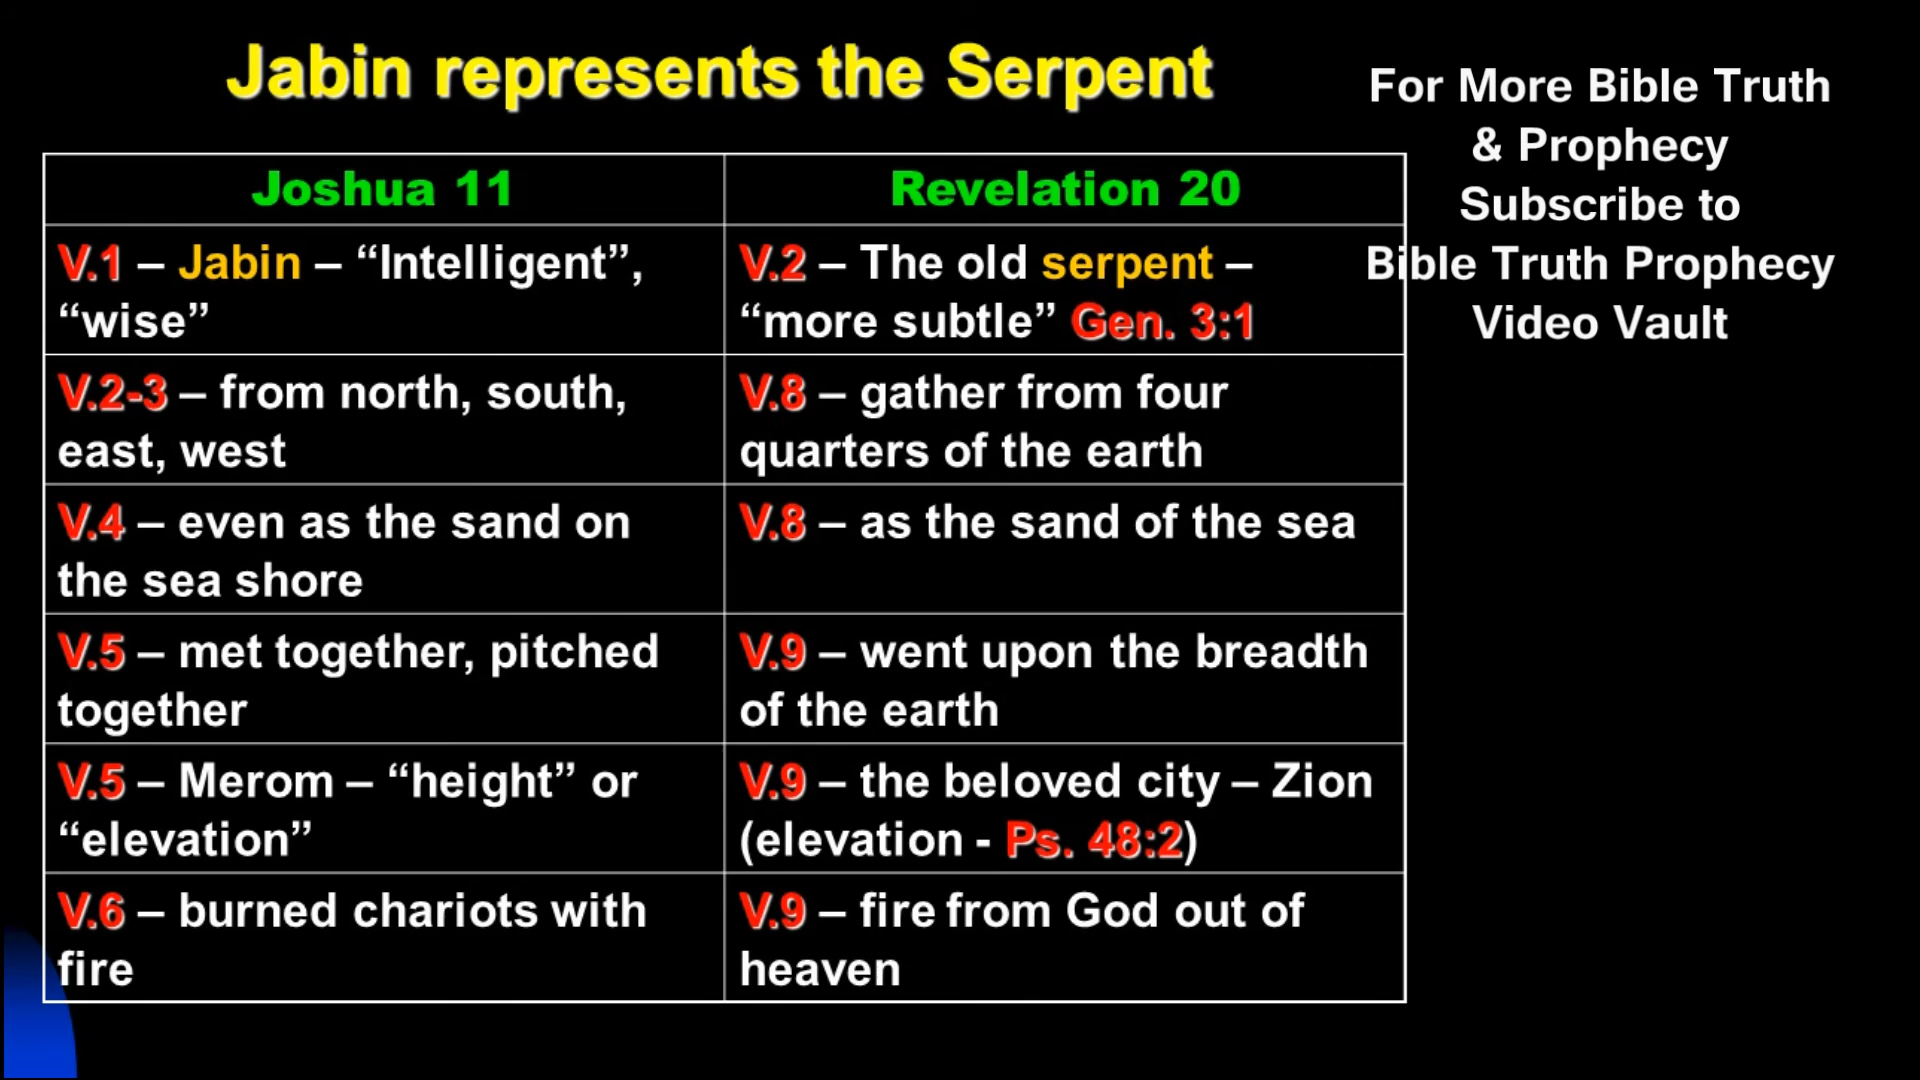 Jabin represents the Serpent
For More Bible Truth
& Prophecy
Subscribe to
Bible Truth Prophecy
Video Vault
Joshua 11
Revelation 20
V.1 – Jabin – “Intelligent”,
“wise”
V.2 – The old serpent –
“more subtle” Gen. 3:1
V.2-3 – from north, south,
east, west
V.8 – gather from four
quarters of the earth
V.4 – even as the sand on
the sea shore
V.8 – as the sand of the sea
V.5 – met together, pitched
together
V.9 – went upon the breadth
of the earth
V.5 – Merom – “height” or
“elevation”
V.9 – the beloved city – Zion
(elevation - Ps. 48:2)
V.6 – burned chariots with
fire
V.9 – fire from God out of
heaven